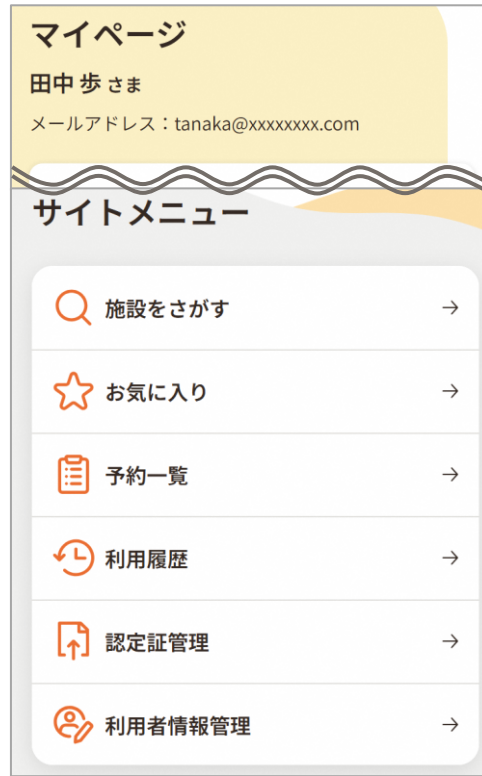 マイページ
田中 歩 さま
メールアドレス：tanaka@xxxxxxxx.com
サイトメニュー
施設をさがす
お気に入り
予約一覧
利用履歴
認定証管理
利用者情報管理